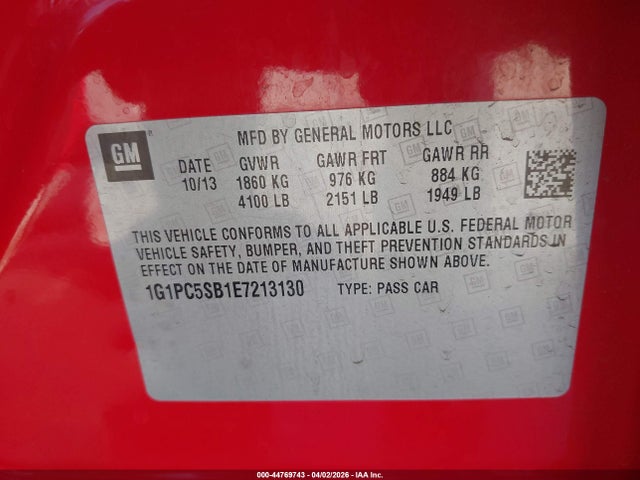 GM
MFD BY GENERAL MOTORS LLC
DATE GVWR GAWR FRT GAWR RR
10/13 1860 KG 976 KG 884 KG
4100 LB 2151 LB 1949 LB
THIS VEHICLE CONFORMS TO ALL APPLICABLE U.S. FEDERAL MOTOR
VEHICLE SAFETY, BUMPER, AND THEFT PREVENTION STANDARDS IN
EFFECT ON THE DATE OF MANUFACTURE SHOWN ABOVE.
1G1PC5SB1E7213130 TYPE: PASS CAR
000-44769743 | 04/02/2026 | IAA Inc.